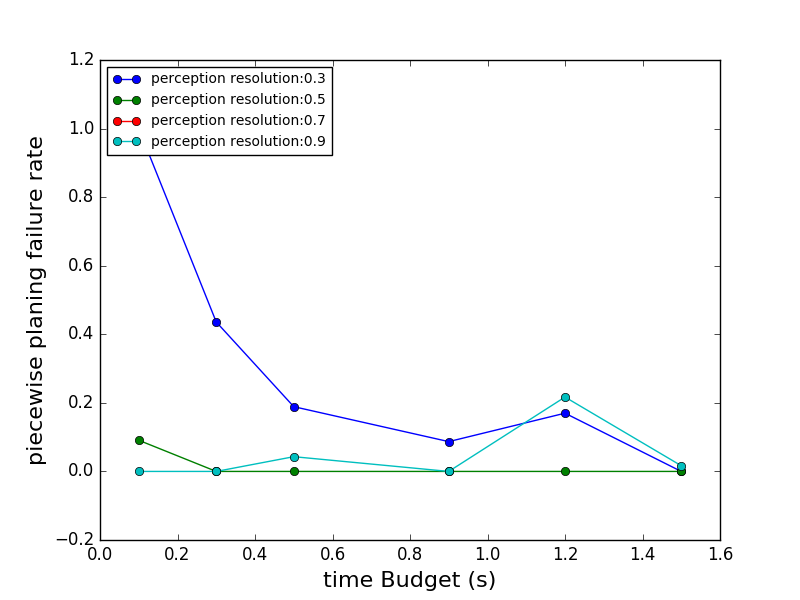 1.2
1.0
0.8
0.6
0.4
0.2
0.0
−0.2
piecewise planing failure rate
perception resolution:0.3
perception resolution:0.5
perception resolution:0.7
perception resolution:0.9
0.0 0.2 0.4 0.6 0.8 1.0 1.2 1.4 1.6
time Budget (s)